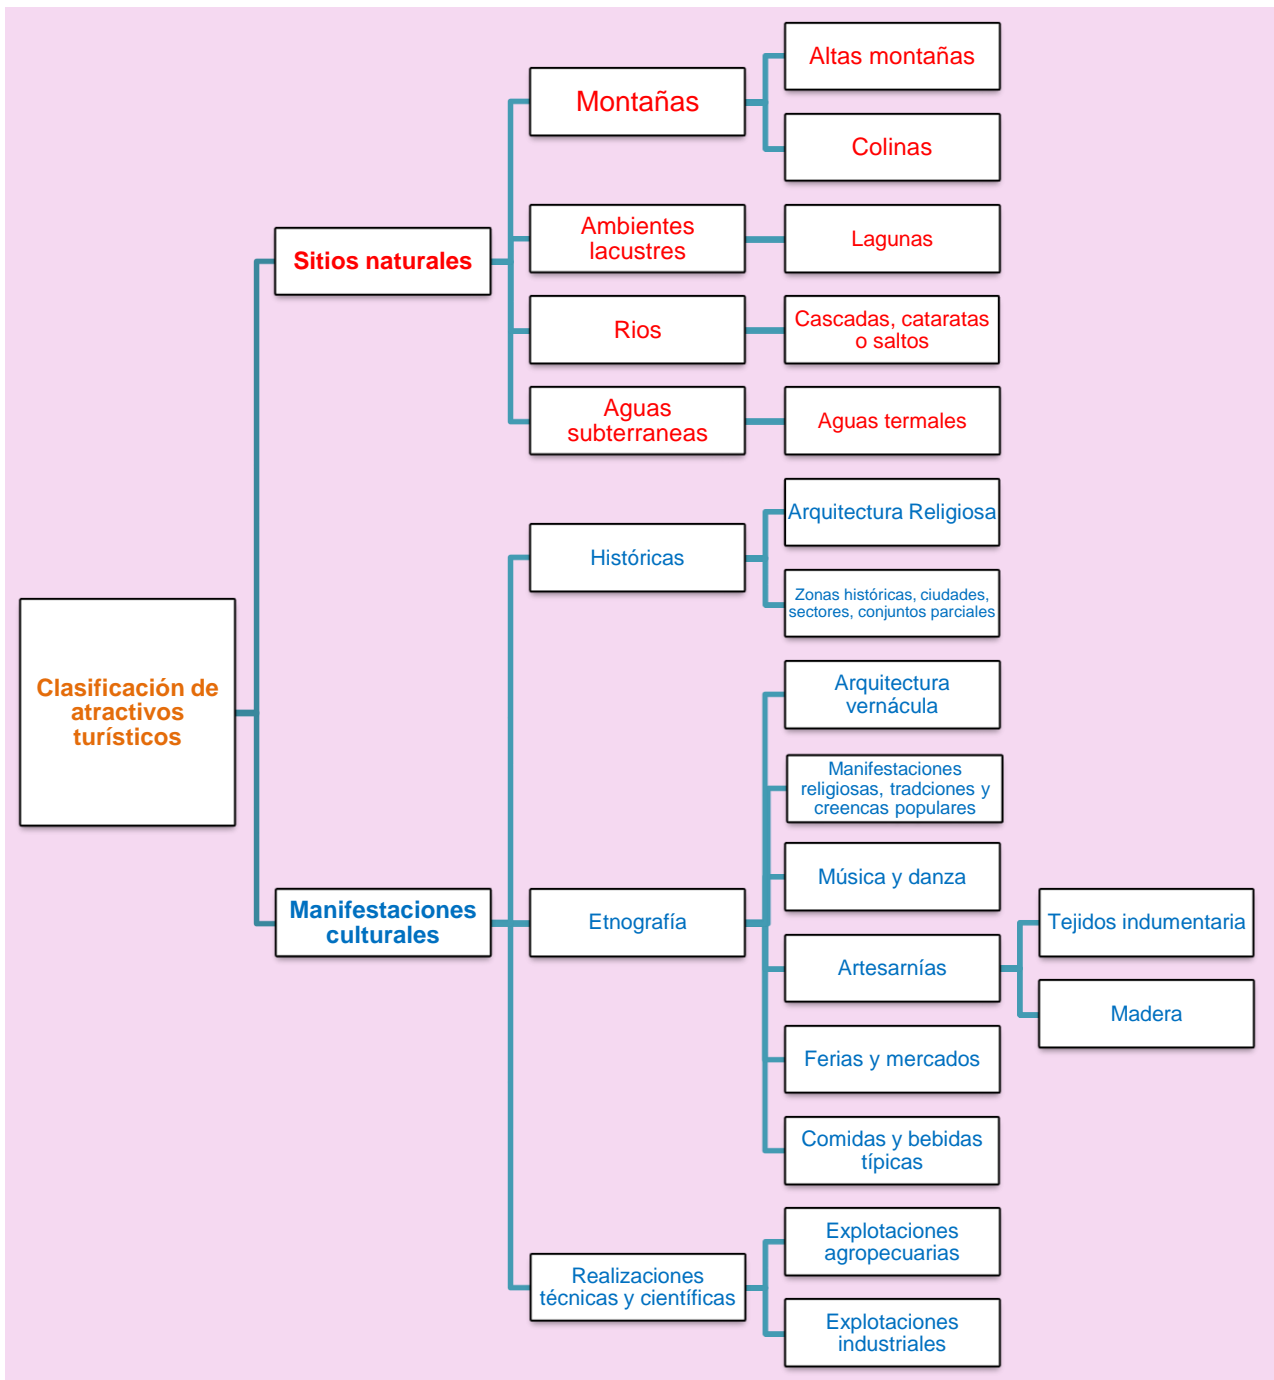 Clasificación de
atractivos
turísticos
Sitios naturales
Montañas
Altas montañas
Colinas
Ambientes
lacustres
Lagunas
Rios
Cascadas, cataratas
o saltos
Aguas
subterraneas
Aguas termales
Manifestaciones
culturales
Históricas
Arquitectura Religiosa
Zonas históricas, ciudades,
sectores, conjuntos parciales
Etnografía
Arquitectura
vernácula
Manifestaciones
religiosas, tradciones y
creencas populares
Música y danza
Artesarnías
Tejidos indumentaria
Madera
Ferias y mercados
Comidas y bebidas
típicas
Realizaciones
técnicas y científicas
Explotaciones
agropecuarias
Explotaciones
industriales